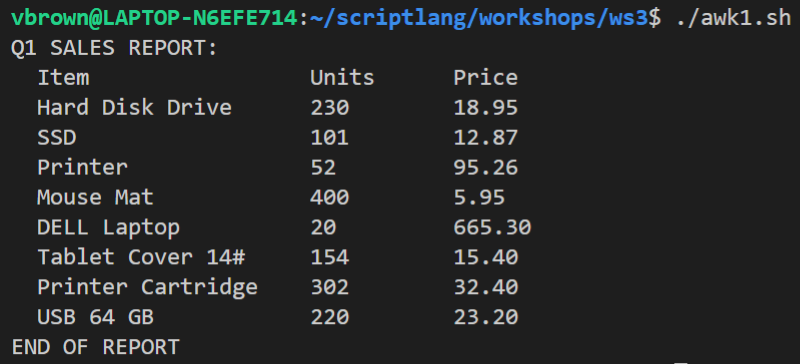 vbrown@LAPTOP-N6EFE714:~/scriptlang/workshops/ws3$ ./awk1.sh
Q1 SALES REPORT:
  Item                 Units      Price
  Hard Disk Drive      230        18.95
  SSD                  101        12.87
  Printer              52         95.26
  Mouse Mat            400        5.95
  DELL Laptop          20         665.30
  Tablet Cover 14#     154        15.40
  Printer Cartridge    302        32.40
  USB 64 GB            220        23.20
END OF REPORT